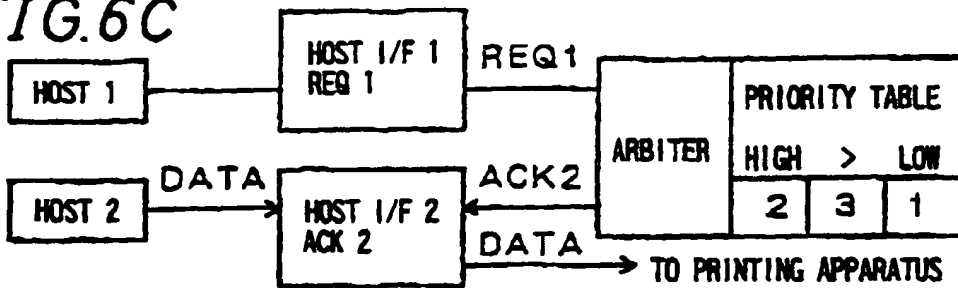 FIG.6C
HOST 1
HOST I/F 1
REQ 1
REQ1
ARBITER
PRIORITY TABLE
HIGH > LOW
2 3 1
HOST 2
DATA
HOST I/F 2
ACK 2
ACK2
DATA
TO PRINTING APPARATUS